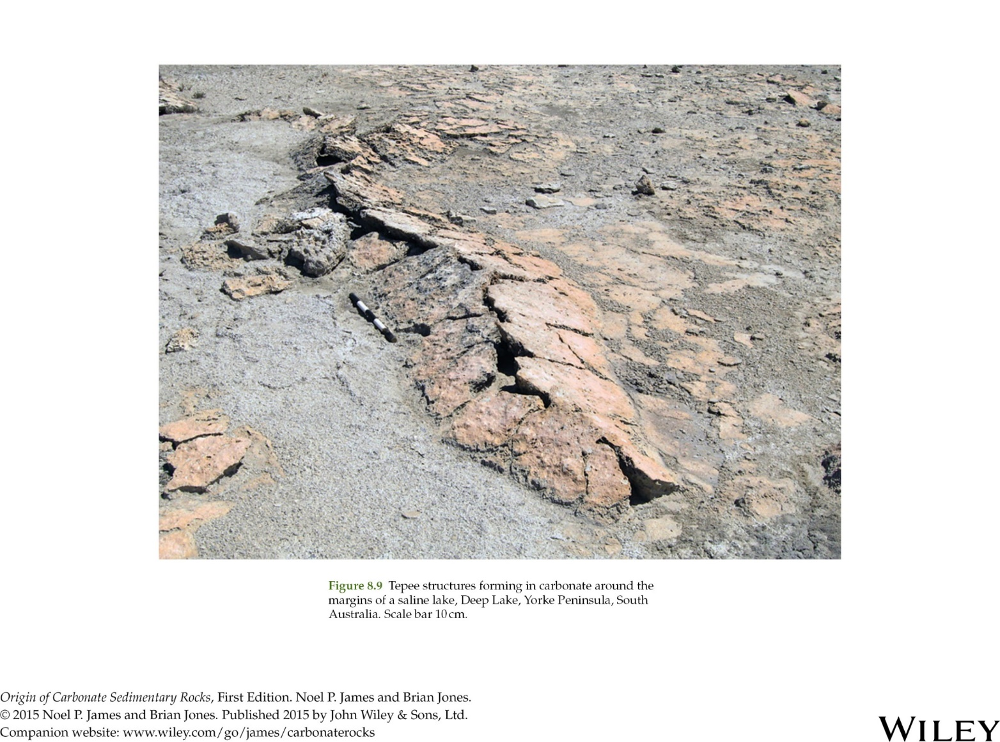 Figure 8.9 Tepee structures forming in carbonate around the
margins of a saline lake, Deep Lake, Yorke Peninsula, South
Australia. Scale bar 10 cm.
Origin of Carbonate Sedimentary Rocks, First Edition. Noel P. James and Brian Jones.
© 2015 Noel P. James and Brian Jones. Published 2015 by John Wiley & Sons, Ltd.
Companion website: www.wiley.com/go/james/carbonaterocks
WILEY